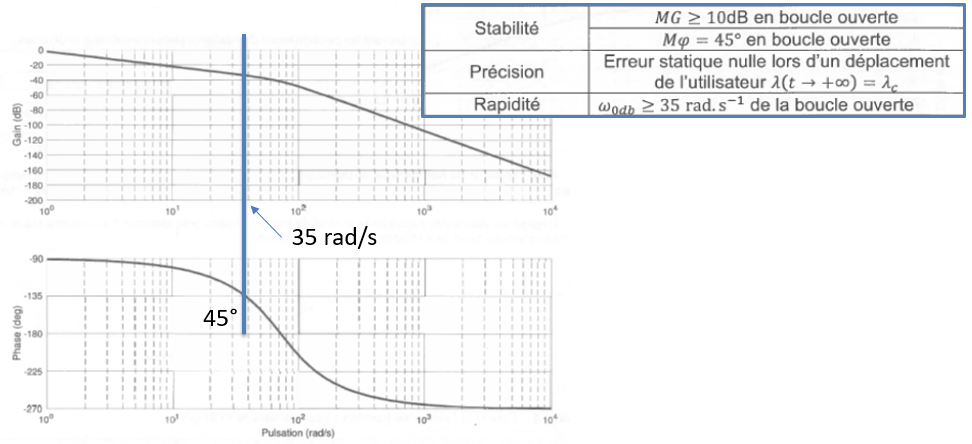 Stabilité
MG ≥ 10dB en boucle ouverte
Mφ = 45° en boucle ouverte
Précision
Erreur statique nulle lors d'un déplacement
de l'utilisateur λ(t → +∞) = λc
Rapidité
ω0db ≥ 35 rad.s⁻¹ de la boucle ouverte
Gain (dB)
0
-20
-40
-60
-80
-100
-120
-140
-160
-180
-200
10⁰
10¹
10²
10³
10⁴
35 rad/s
Phase (deg)
-90
-135
45°
-180
-225
-270
10⁰
10¹
10²
10³
10⁴
Pulsation (rad/s)